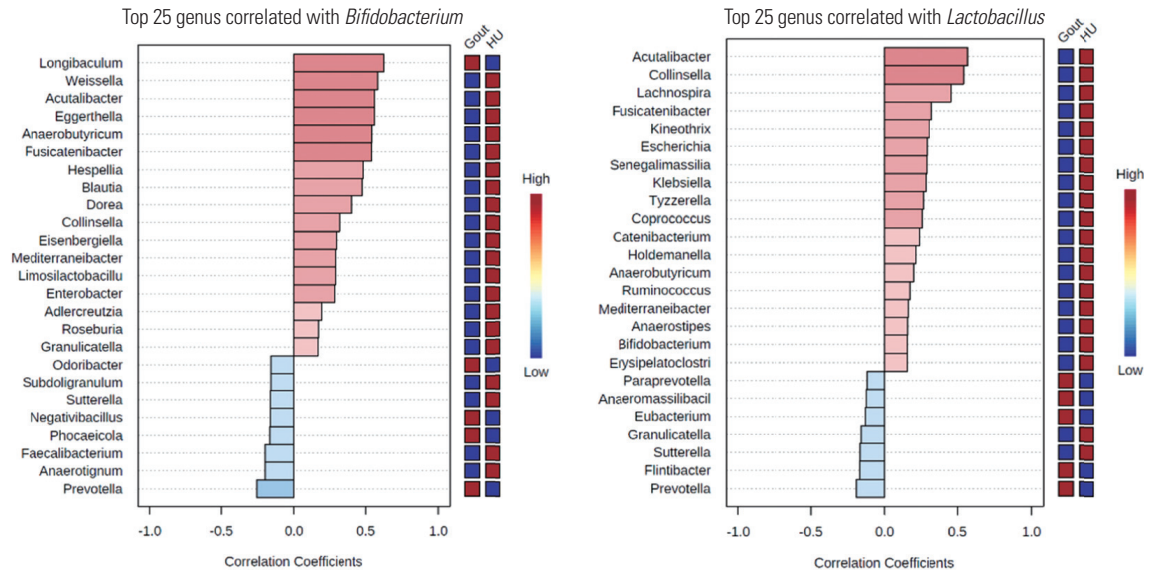 Top 25 genus correlated with Bifidobacterium
Gout
HU
Longibaculum
Weissella
Acutalibacter
Eggerthella
Anaerobutyricum
Fusicatenibacter
Hespellia
Blautia
Dorea
Collinsella
Eisenbergiella
Mediterraneibacter
Limosilactobacillu
Enterobacter
Adlercreutzia
Roseburia
Granulicatella
Odoribacter
Subdoligranulum
Sutterella
Negativibacillus
Phocaeicola
Faecalibacterium
Anaerotignum
Prevotella
High
Low
-1.0 -0.5 0.0 0.5 1.0
Correlation Coefficients
Top 25 genus correlated with Lactobacillus
Gout
HU
Acutalibacter
Collinsella
Lachnospira
Fusicatenibacter
Kineothrix
Escherichia
Senegalimassilia
Klebsiella
Tyzzerella
Coprococcus
Catenibacterium
Holdemanella
Anaerobutyricum
Ruminococcus
Mediterraneibacter
Anaerostipes
Bifidobacterium
Erysipelatoclostri
Paraprevotella
Anaeromassilibacil
Eubacterium
Granulicatella
Sutterella
Flintibacter
Prevotella
High
Low
-1.0 -0.5 0.0 0.5 1.0
Correlation Coefficients